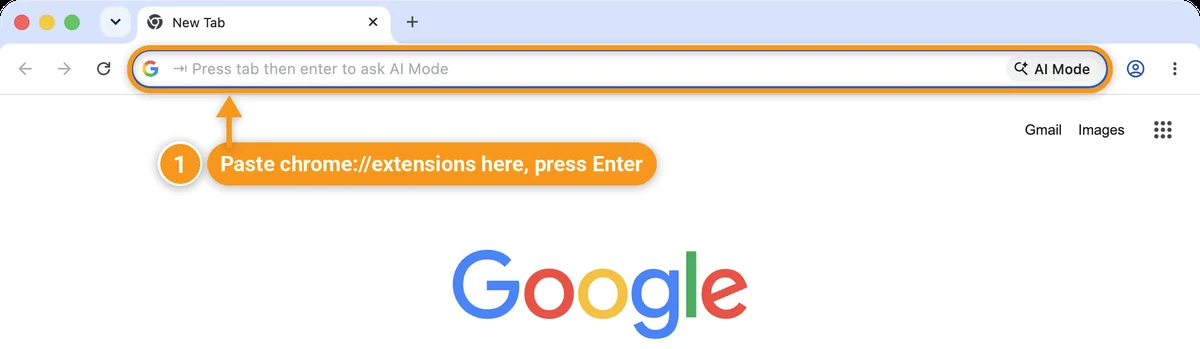 New Tab
Press tab then enter to ask AI Mode
AI Mode
Gmail Images
1 Paste chrome://extensions here, press Enter
Google